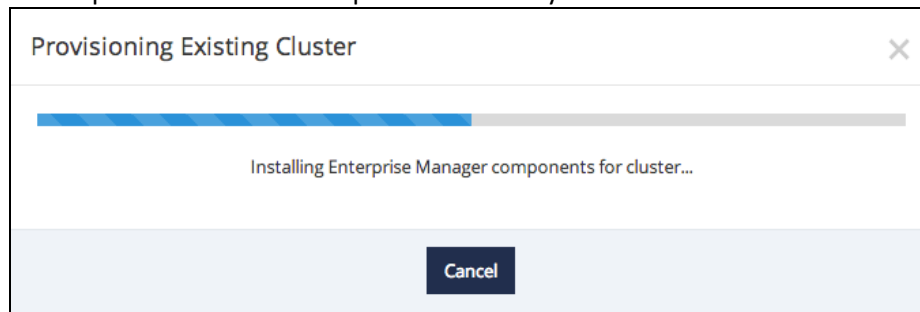 Provisioning Existing Cluster
Installing Enterprise Manager components for cluster...
Cancel